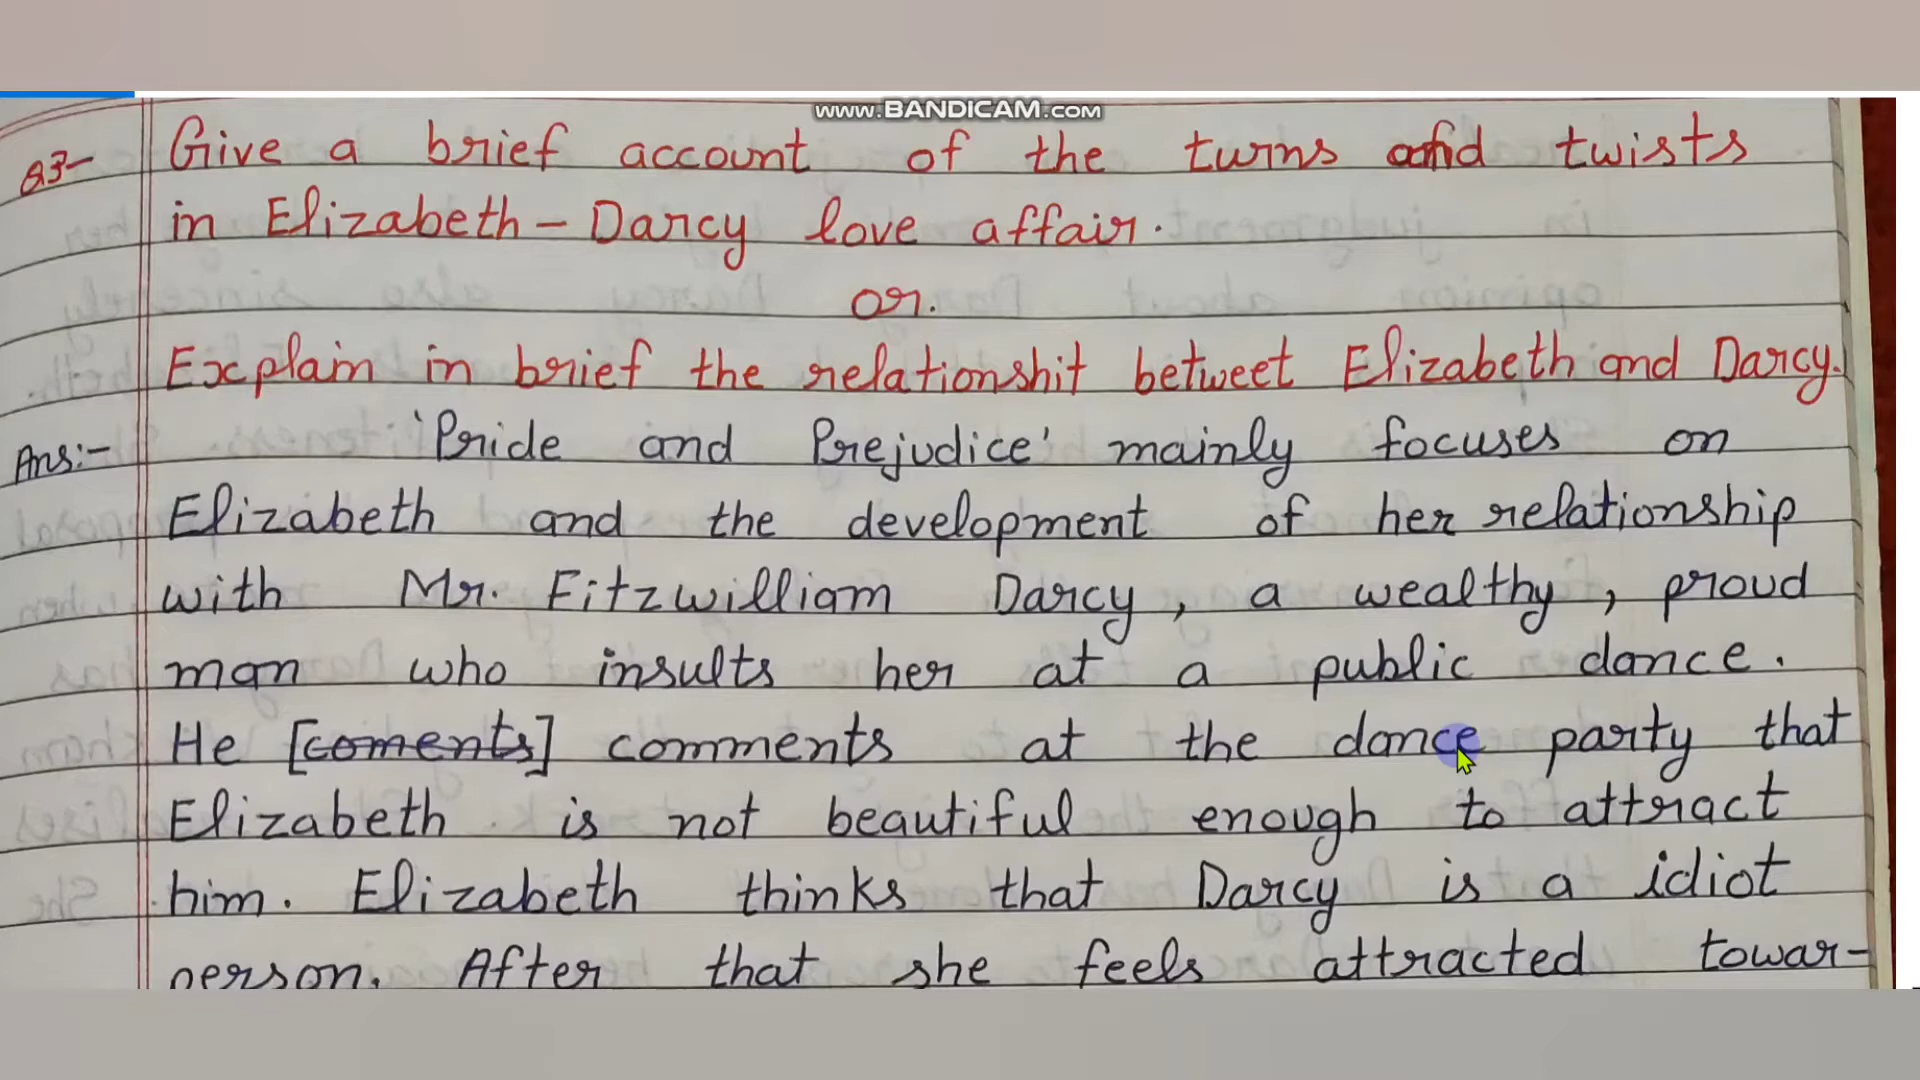 www.BANDICAM.com
Q3- Give a brief account of the turns and twists
in Elizabeth - Darcy love affair.
or.
Explain in brief the relationshit betweet Elizabeth and Darcy.
Ans:- 'Pride and Prejudice' mainly focuses on
Elizabeth and the development of her relationship
with Mr. Fitzwilliam Darcy, a wealthy, proud
man who insults her at a public dance.
He [coments] comments at the dance party that
Elizabeth is not beautiful enough to attract
him. Elizabeth thinks that Darcy is a idiot
person. After that she feels attracted towar-